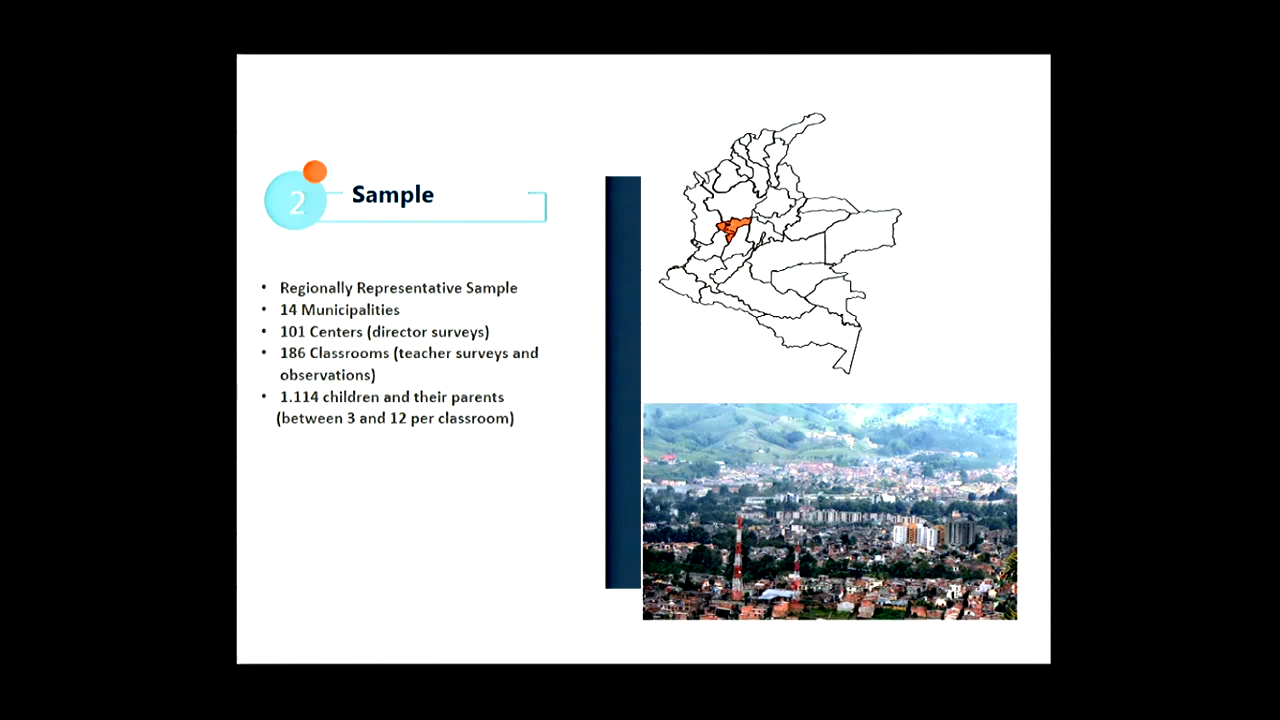 2
Sample
• Regionally Representative Sample
• 14 Municipalities
• 101 Centers (director surveys)
• 186 Classrooms (teacher surveys and
observations)
• 1.114 children and their parents
(between 3 and 12 per classroom)